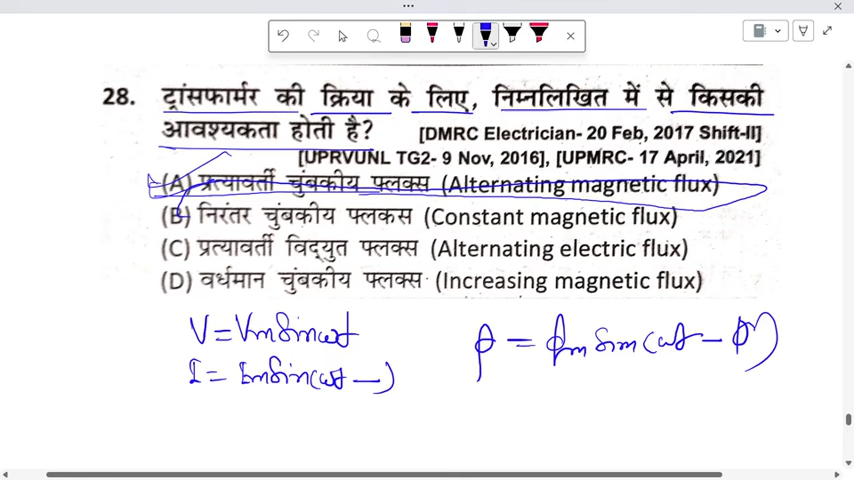 28. ट्रांसफार्मर की क्रिया के लिए, निम्नलिखित में से किसकी
आवश्यकता होती है? [DMRC Electrician- 20 Feb, 2017 Shift-II]
[UPRVUNL TG2- 9 Nov, 2016], [UPMRC- 17 April, 2021]
(A) प्रत्यावर्ती चुंबकीय फ्लक्स (Alternating magnetic flux)
(B) निरंतर चुंबकीय फ्लकस (Constant magnetic flux)
(C) प्रत्यावर्ती विद्युत फ्लक्स (Alternating electric flux)
(D) वर्धमान चुंबकीय फ्लक्स (Increasing magnetic flux)
V = Vm Sin ωt
I = Im Sin (ωt - )
ϕ = ϕm Sin (ωt -